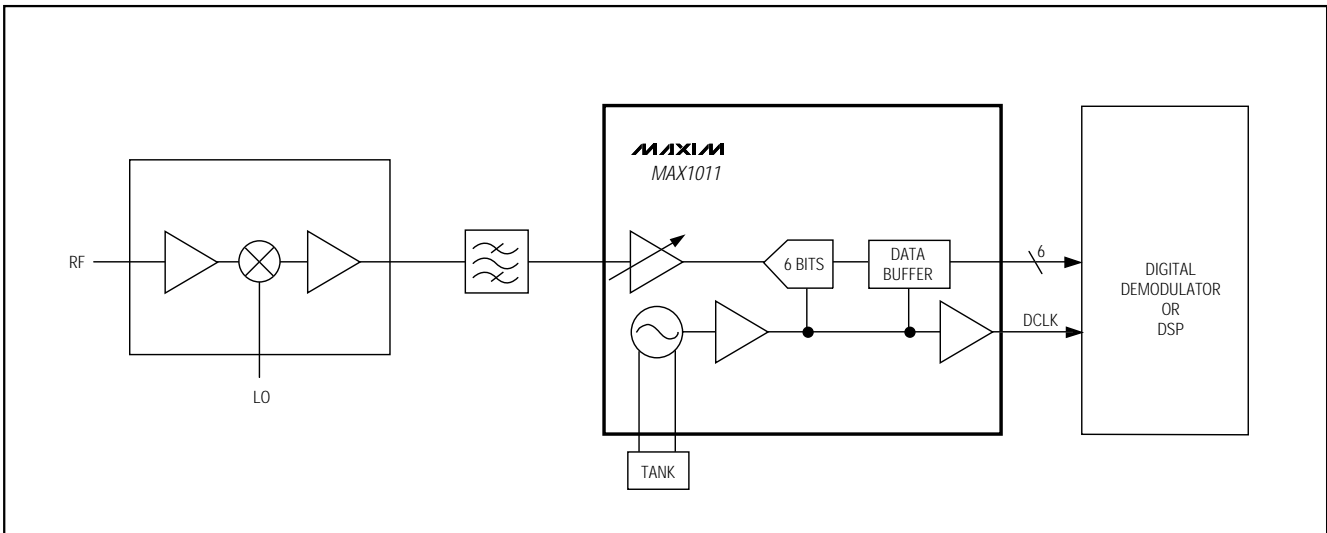 MAXIM
MAX1011
RF
LO
6 BITS
DATA
BUFFER
6
DCLK
TANK
DIGITAL
DEMODULATOR
OR
DSP